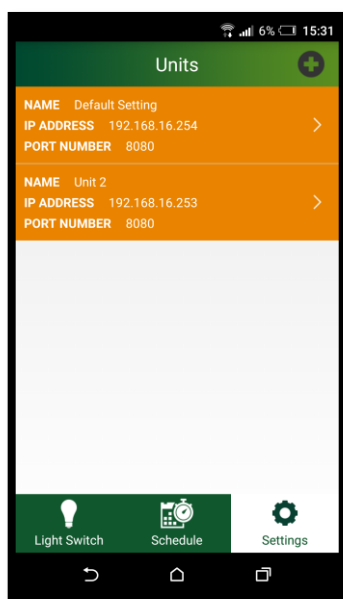 6% 15:31
Units
NAME Default Setting
IP ADDRESS 192.168.16.254
PORT NUMBER 8080
NAME Unit 2
IP ADDRESS 192.168.16.253
PORT NUMBER 8080
Light Switch Schedule Settings